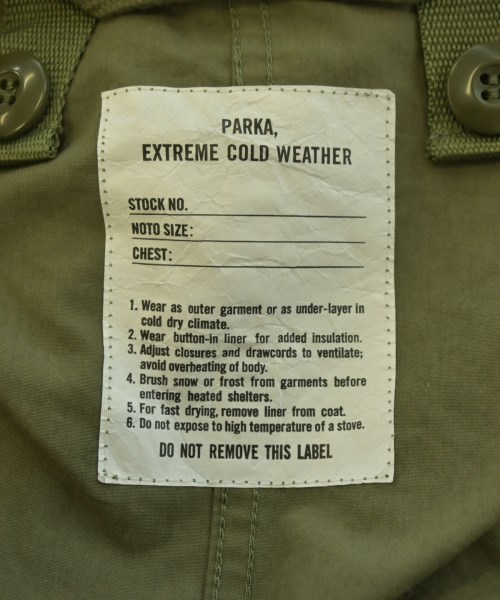 PARKA,
EXTREME COLD WEATHER
STOCK NO.
NOTO SIZE:
CHEST:
1. Wear as outer garment or as under-layer in
cold dry climate.
2. Wear button-in liner for added insulation.
3. Adjust closures and drawcords to ventilate;
avoid overheating of body.
4. Brush snow or frost from garments before
entering heated shelters.
5. For fast drying, remove liner from coat.
6. Do not expose to high temperature of a stove.
DO NOT REMOVE THIS LABEL